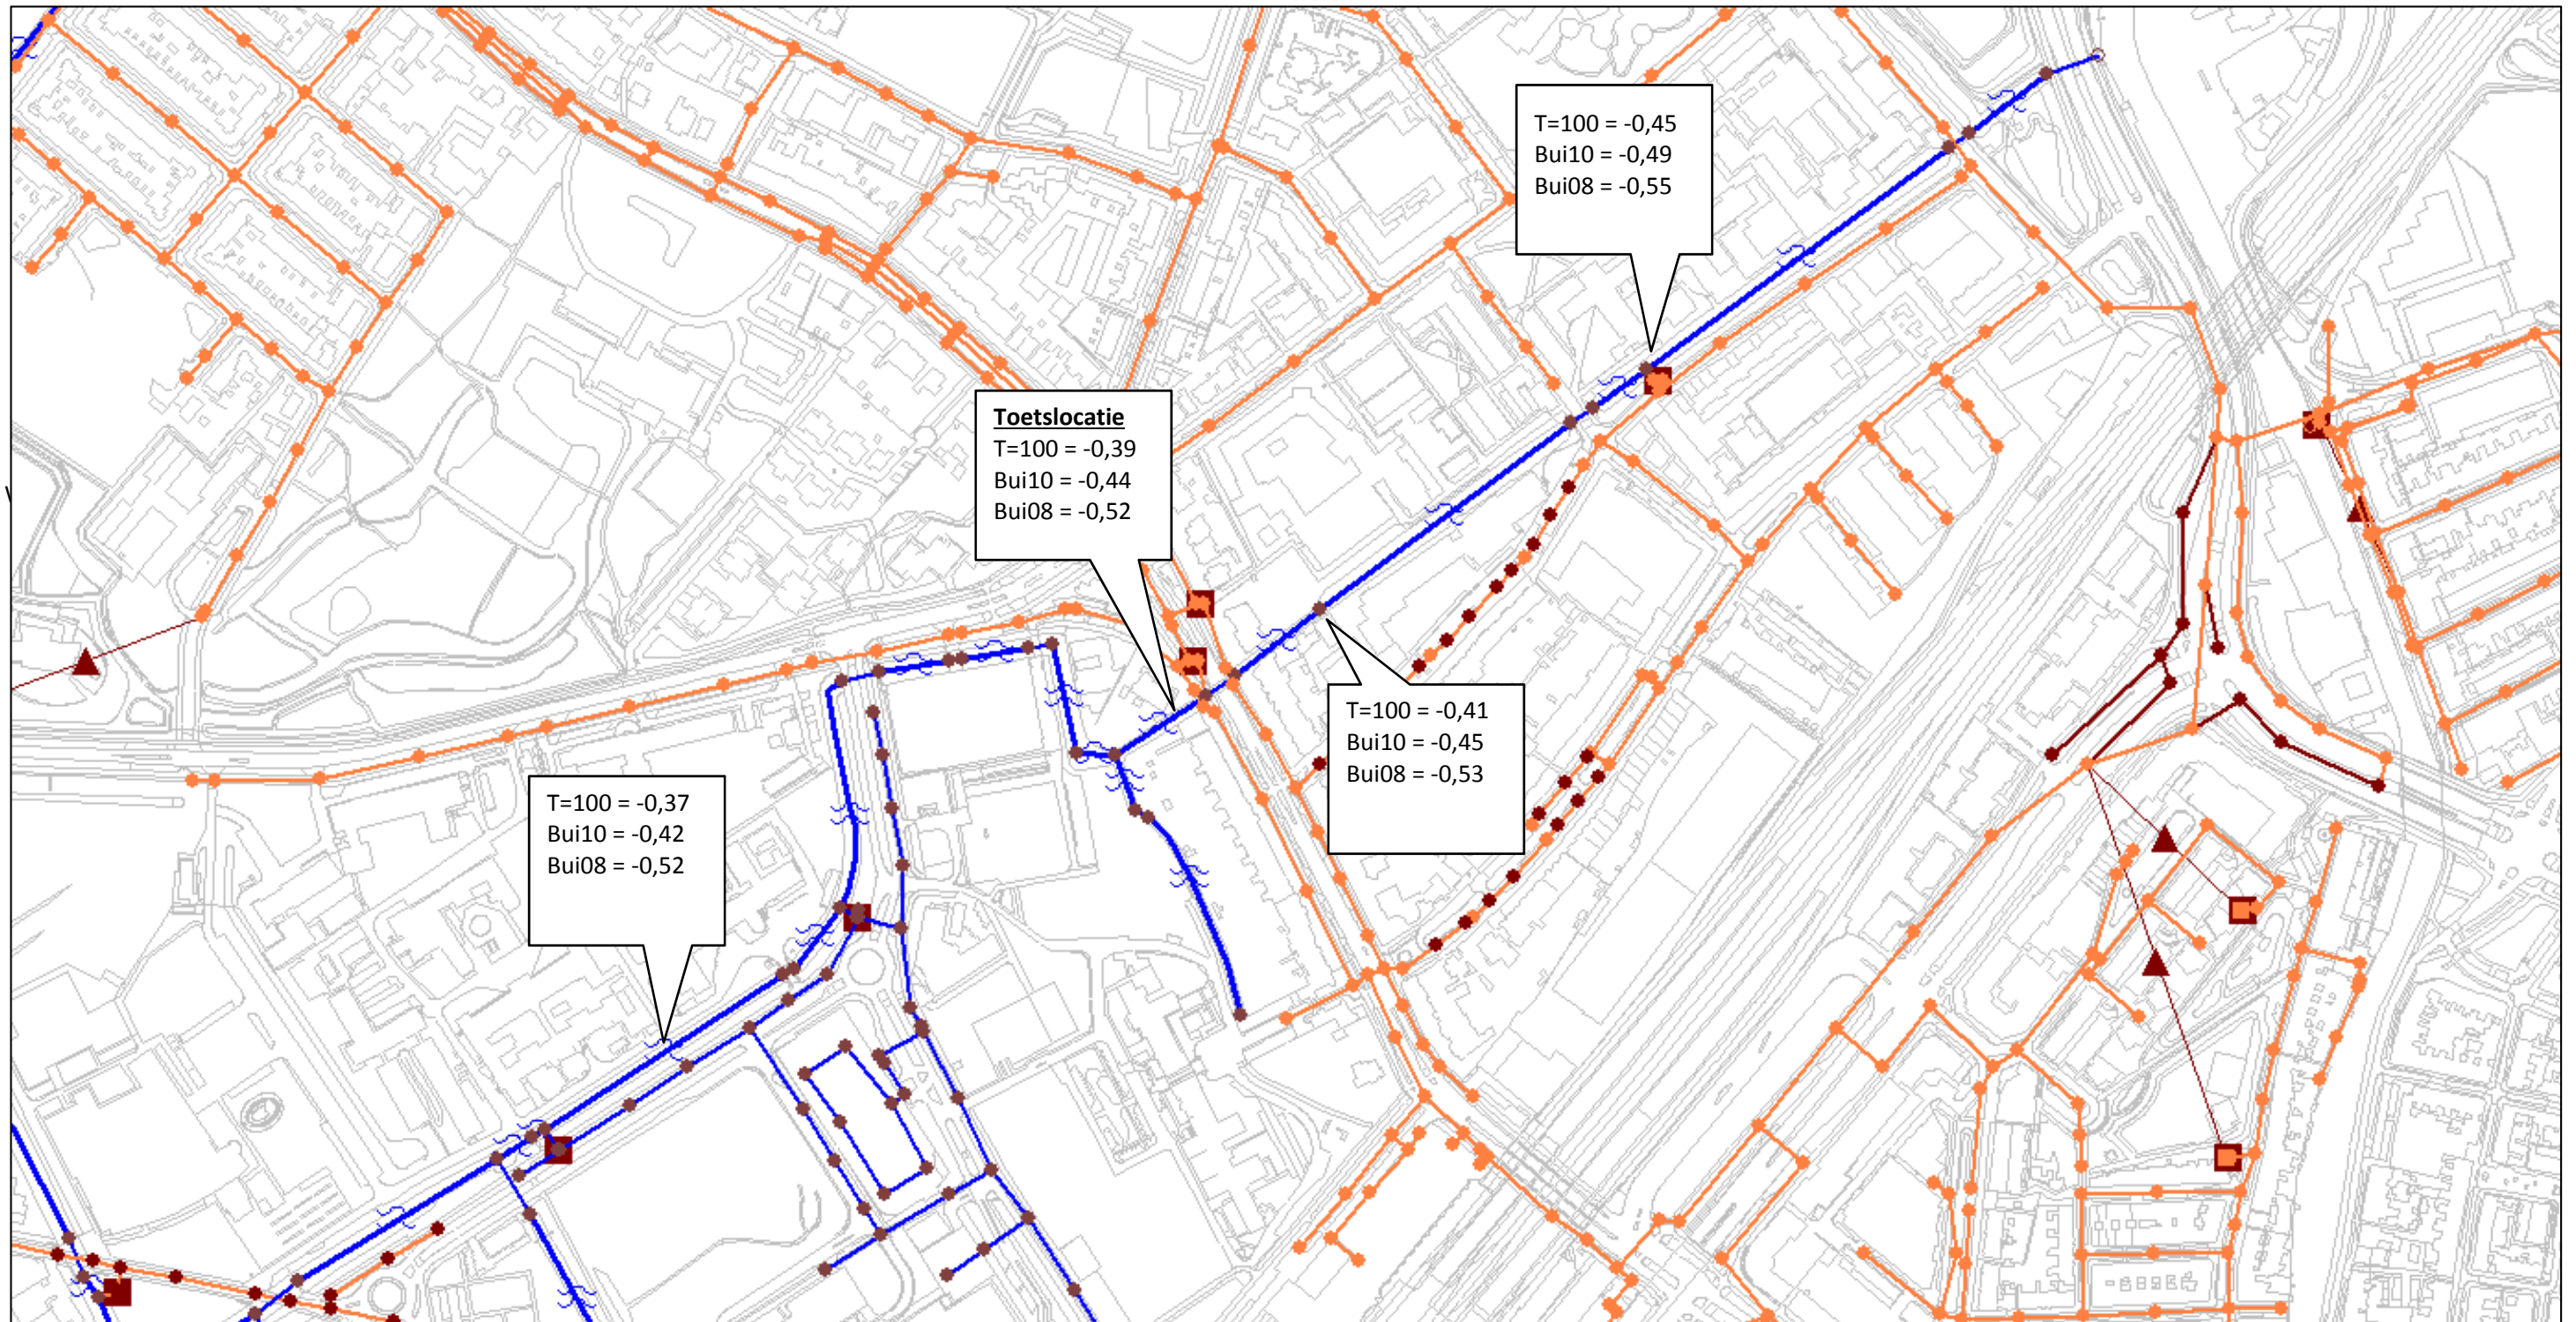 T=100 = -0,45
Bui10 = -0,49
Bui08 = -0,55
Toetslocatie
T=100 = -0,39
Bui10 = -0,44
Bui08 = -0,52
T=100 = -0,41
Bui10 = -0,45
Bui08 = -0,53
T=100 = -0,37
Bui10 = -0,42
Bui08 = -0,52